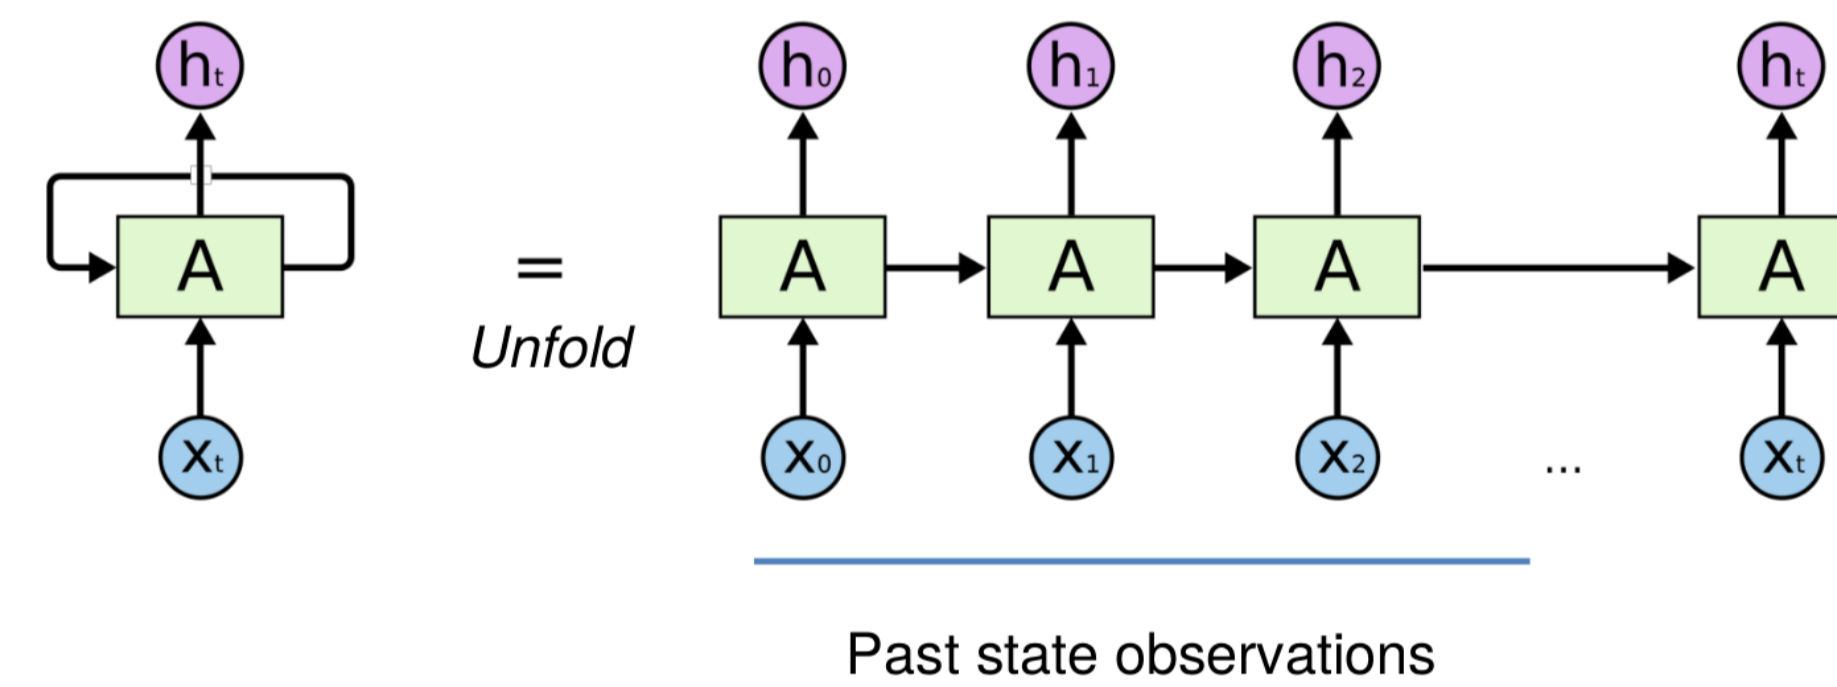 hₜ h₀ h₁ h₂ hₜ
A = A A A A
Unfold
xₜ x₀ x₁ x₂ ... xₜ
Past state observations